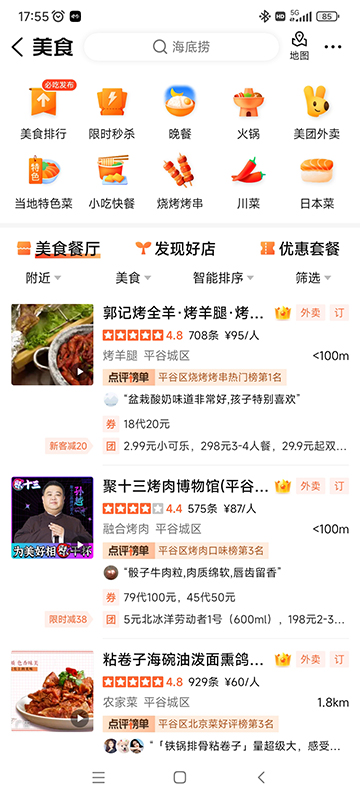 17:55
HD 5G 85
美食
海底捞
地图
必吃发布
美食排行
限时秒杀
晚餐
火锅
美团外卖
特色
当地特色菜
小吃快餐
烧烤烤串
川菜
日本菜
美食餐厅
发现好店
优惠套餐
附近
美食
智能排序
筛选
郭记烤全羊·烤羊腿·烤... 外卖 订
4.8 708条 ¥95/人
烤羊腿 平谷城区 <100m
点评榜单 平谷区烧烤烤串热门榜第1名
"盆栽酸奶味道非常好,孩子特别喜欢"
券 18代20元
新客减20
团 2.99元小可乐，298元3-4人餐，29.9元起双...
聚十三烤肉博物馆(平谷... 外卖 订
4.4 575条 ¥87/人
融合烤肉 平谷城区 <100m
点评榜单 平谷区烤肉口味榜第3名
"骰子牛肉粒,肉质绵软,唇齿留香"
券 79代100元，45代50元
限时减38
团 5元北冰洋劳动者1号（600ml），198元2-3...
聚十三
孙越
为美好相聚干杯
粘卷子海碗油泼面熏鸽... 外卖 订
4.8 929条 ¥60/人
农家菜 平谷城区 1.8km
点评榜单 平谷区北京菜好评榜第3名
"「铁锅排骨粘卷子」量超级大，感受...